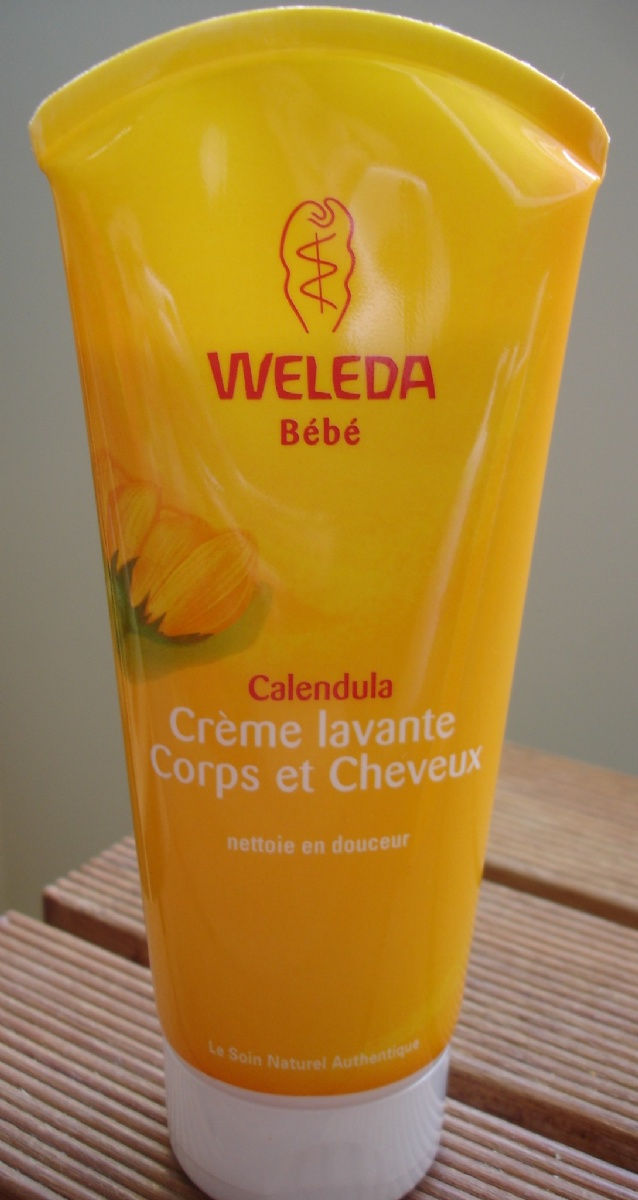 WELEDA
Bébé
Calendula
Crème lavante
Corps et Cheveux
nettoie en douceur
Le Soin Naturel Authentique